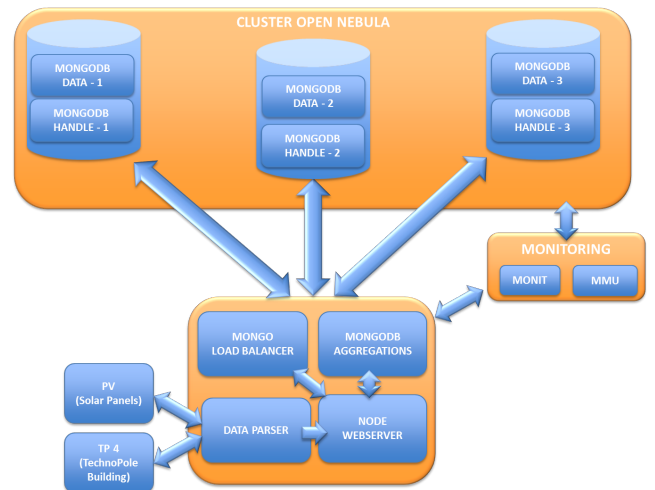 CLUSTER OPEN NEBULA
MONGODB
DATA - 1
MONGODB
HANDLE - 1
MONGODB
DATA - 2
MONGODB
HANDLE - 2
MONGODB
DATA - 3
MONGODB
HANDLE - 3
MONITORING
MONIT
MMU
MONGO
LOAD BALANCER
MONGODB
AGGREGATIONS
PV
(Solar Panels)
DATA PARSER
NODE
WEBSERVER
TP 4
(TechnoPole
Building)